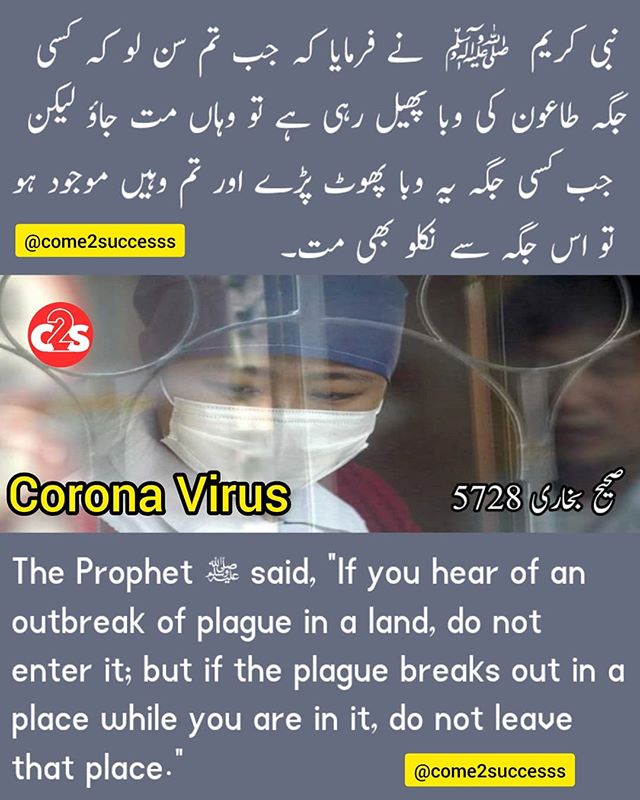 نبی کریم ﷺ نے فرمایا کہ جب تم سن لو کہ کسی
جگہ طاعون کی وبا پھیل رہی ہے تو وہاں مت جاؤ لیکن
جب کسی جگہ یہ وبا پھوٹ پڑے اور تم وہیں موجود ہو
تو اس جگہ سے نکلو بھی مت۔
@come2successs
C2S
Corona Virus
صحیح بخاری 5728
The Prophet ﷺ said, "If you hear of an
outbreak of plague in a land, do not
enter it; but if the plague breaks out in a
place while you are in it, do not leave
that place."
@come2successs